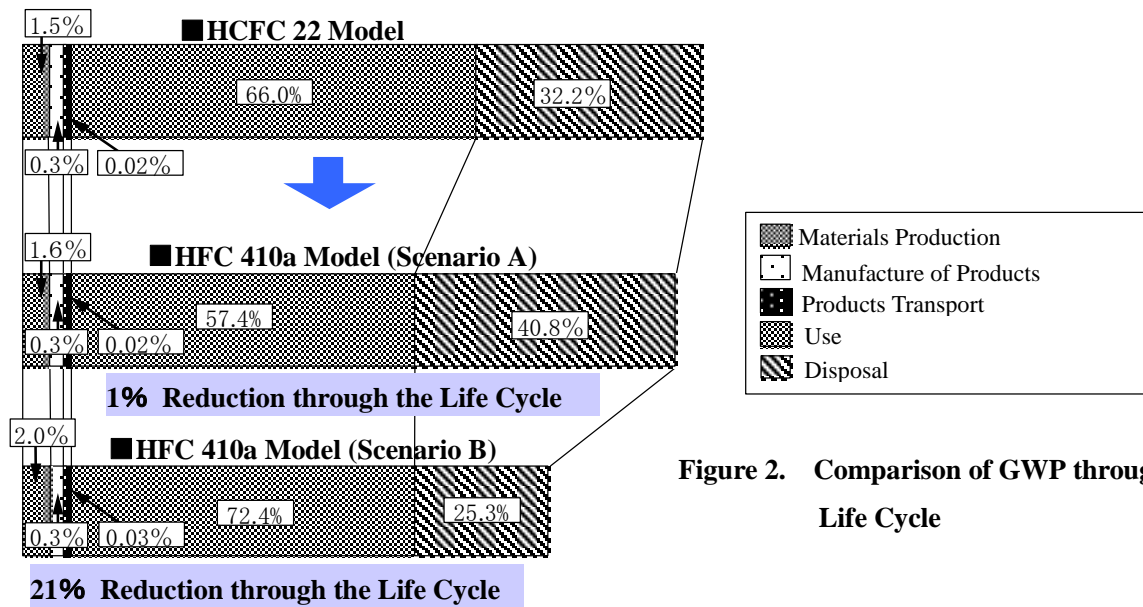 1.5%
■HCFC 22 Model
66.0%
32.2%
0.3%
0.02%
1.6%
■HFC 410a Model (Scenario A)
57.4%
40.8%
0.3%
0.02%
1% Reduction through the Life Cycle
2.0%
■HFC 410a Model (Scenario B)
72.4%
25.3%
0.3%
0.03%
21% Reduction through the Life Cycle
Materials Production
Manufacture of Products
Products Transport
Use
Disposal
Figure 2. Comparison of GWP throug
Life Cycle